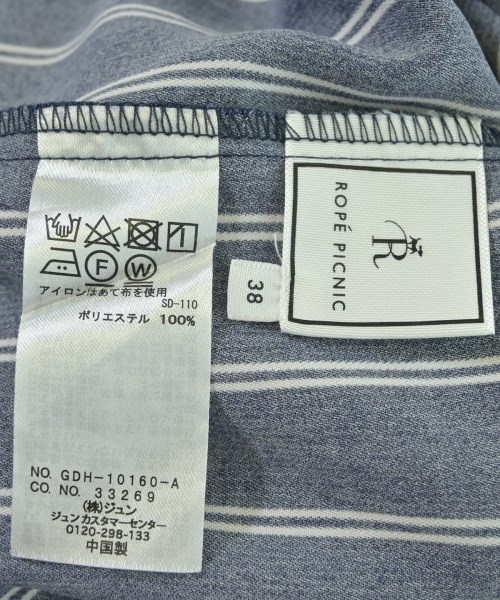 F
W
アイロンはあて布を使用
SD-110
ポリエステル 100%
NO. GDH-10160-A
CO. NO. 33269
(株)ジュン
ジュンカスタマーセンター
0120-298-133
中国製
38
R
ROPÉ PICNIC